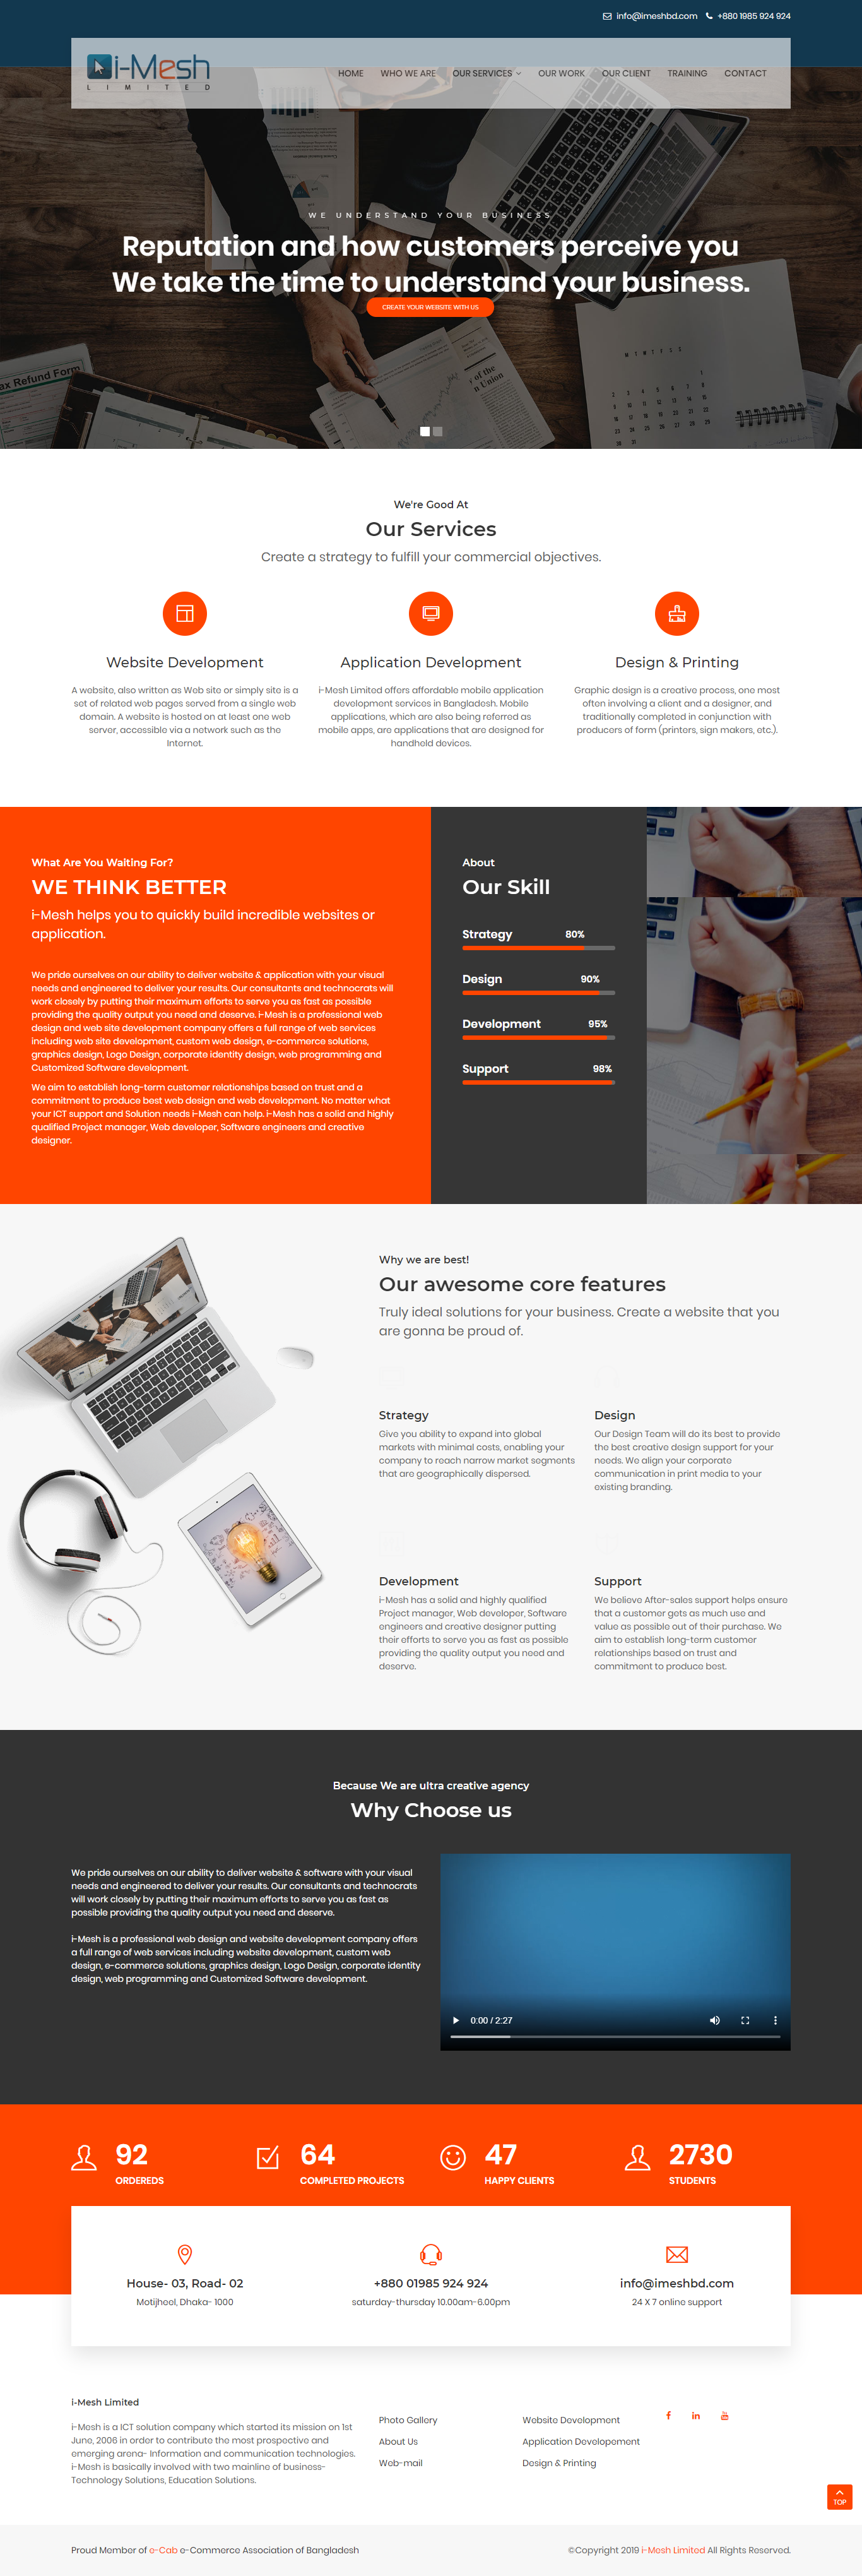 info@imeshbd.com +880 1985 924 924
i-Mesh
LIMITED
HOME WHO WE ARE OUR SERVICES OUR WORK OUR CLIENT TRAINING CONTACT
WE UNDERSTAND YOUR BUSINESS
Reputation and how customers perceive you
We take the time to understand your business.
CREATE YOUR WEBSITE WITH US
ax Refund Form
of the
n Union
We're Good At
Our Services
Create a strategy to fulfill your commercial objectives.
Website Development
A website, also written as Web site or simply site is a
set of related web pages served from a single web
domain. A website is hosted on at least one web
server, accessible via a network such as the
Internet.
Application Development
i-Mesh Limited offers affordable mobile application
development services in Bangladesh. Mobile
applications, which are also being referred as
mobile apps, are applications that are designed for
handheld devices.
Design & Printing
Graphic design is a creative process, one most
often involving a client and a designer, and
traditionally completed in conjunction with
producers of form (printers, sign makers, etc.).
What Are You Waiting For?
WE THINK BETTER
i-Mesh helps you to quickly build incredible websites or
application.
We pride ourselves on our ability to deliver website & application with your visual
needs and engineered to deliver your results. Our consultants and technocrats will
work closely by putting their maximum efforts to serve you as fast as possible
providing the quality output you need and deserve. i-Mesh is a professional web
design and web site development company offers a full range of web services
including web site development, custom web design, e-commerce solutions,
graphics design, Logo Design, corporate identity design, web programming and
Customized Software development.
We aim to establish long-term customer relationships based on trust and a
commitment to produce best web design and web development. No matter what
your ICT support and Solution needs i-Mesh can help. i-Mesh has a solid and highly
qualified Project manager, Web developer, Software engineers and creative
designer.
About
Our Skill
Strategy 80%
Design 90%
Development 95%
Support 98%
Why we are best!
Our awesome core features
Truly ideal solutions for your business. Create a website that you
are gonna be proud of.
Strategy
Give you ability to expand into global
markets with minimal costs, enabling your
company to reach narrow market segments
that are geographically dispersed.
Design
Our Design Team will do its best to provide
the best creative design support for your
needs. We align your corporate
communication in print media to your
existing branding.
Development
i-Mesh has a solid and highly qualified
Project manager, Web developer, Software
engineers and creative designer putting
their efforts to serve you as fast as possible
providing the quality output you need and
deserve.
Support
We believe After-sales support helps ensure
that a customer gets as much use and
value as possible out of their purchase. We
aim to establish long-term customer
relationships based on trust and
commitment to produce best.
Because We are ultra creative agency
Why Choose us
We pride ourselves on our ability to deliver website & software with your visual
needs and engineered to deliver your results. Our consultants and technocrats
will work closely by putting their maximum efforts to serve you as fast as
possible providing the quality output you need and deserve.
i-Mesh is a professional web design and website development company offers
a full range of web services including website development, custom web
design, e-commerce solutions, graphics design, Logo Design, corporate identity
design, web programming and Customized Software development.
0:00 / 2:27
92
ORDEREDS
64
COMPLETED PROJECTS
47
HAPPY CLIENTS
2730
STUDENTS
House- 03, Road- 02
Motijheel, Dhaka- 1000
+880 01985 924 924
saturday-thursday 10.00am-6.00pm
info@imeshbd.com
24 X 7 online support
i-Mesh Limited
i-Mesh is a ICT solution company which started its mission on 1st
June, 2006 in order to contribute the most prospective and
emerging arena- Information and communication technologies.
i-Mesh is basically involved with two mainline of business-
Technology Solutions, Education Solutions.
Photo Gallery
About Us
Web-mail
Website Development
Application Developement
Design & Printing
TOP
Proud Member of e-Cab e-Commerce Association of Bangladesh
©Copyright 2019 i-Mesh Limited All Rights Reserved.